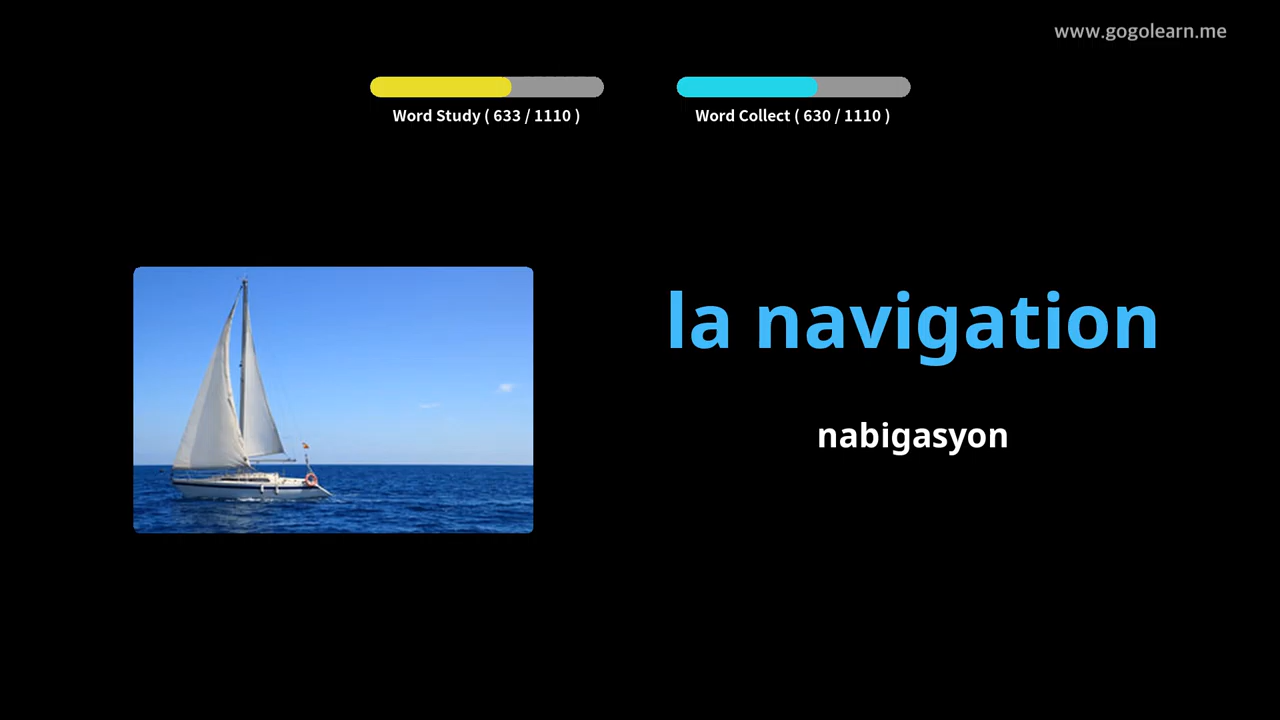 www.gogolearn.me
Word Study ( 633 / 1110 )
Word Collect ( 630 / 1110 )
la navigation
nabigasyon